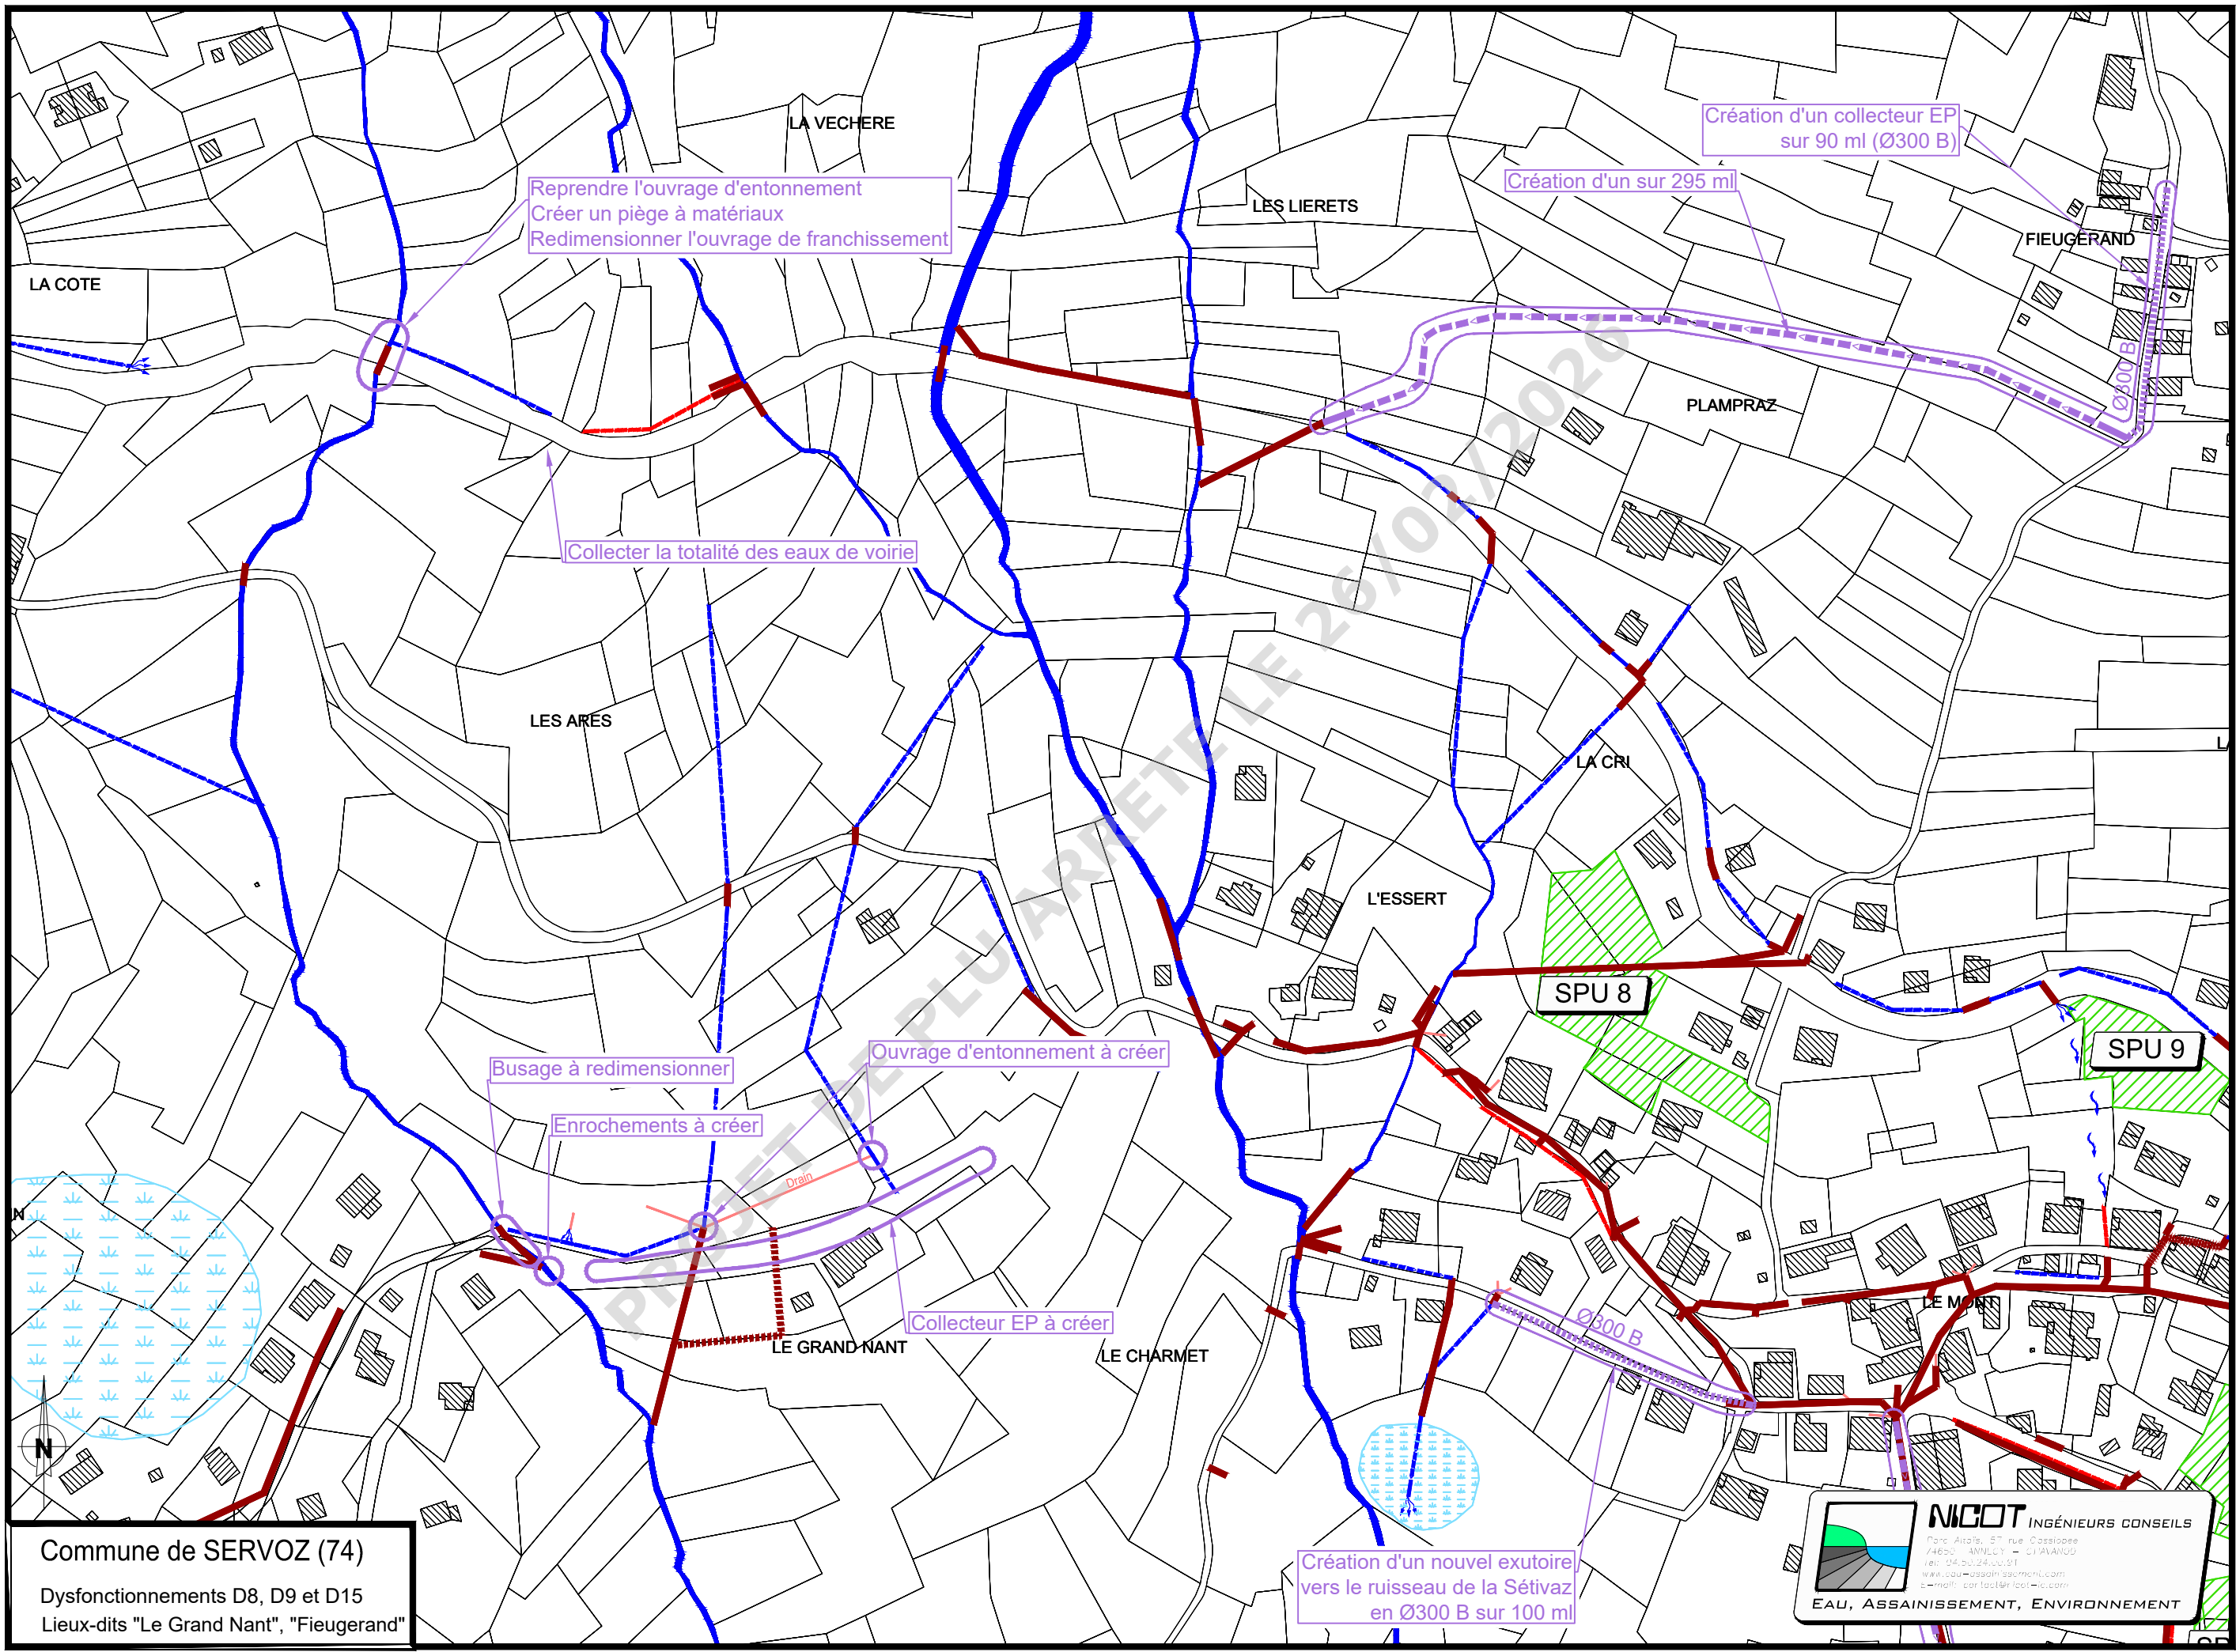 LA VECHERE
Création d'un collecteur EP
sur 90 ml (Ø300 B)
Reprendre l'ouvrage d'entonnement
Créer un piège à matériaux
Redimensionner l'ouvrage de franchissement
Création d'un sur 295 ml
LES LIERETS
FIEUGERAND
LA COTE
Ø300 B
PLAMPRAZ
Collecter la totalité des eaux de voirie
PROJET DE PLU ARRETE LE 26/02/2026
LES ARES
LA CRI
L'ESSERT
SPU 8
SPU 9
Ouvrage d'entonnement à créer
Busage à redimensionner
Enrochements à créer
Drain
Collecteur EP à créer
LE GRAND NANT
LE CHARMET
Ø300 B
LE MONT
N
Création d'un nouvel exutoire
vers le ruisseau de la Sétivaz
en Ø300 B sur 100 ml
Commune de SERVOZ (74)
Dysfonctionnements D8, D9 et D15
Lieux-dits "Le Grand Nant", "Fieugerand"
NICOT INGÉNIEURS CONSEILS
www.eau-assainissement.com
EAU, ASSAINISSEMENT, ENVIRONNEMENT